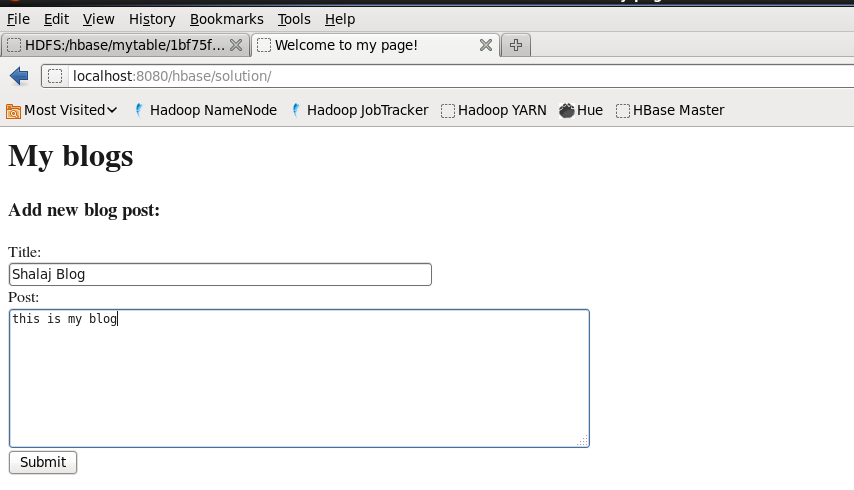 File Edit View History Bookmarks Tools Help
HDFS:/hbase/mytable/1bf75f... Welcome to my page!
localhost:8080/hbase/solution/
Most Visited Hadoop NameNode Hadoop JobTracker Hadoop YARN Hue HBase Master
My blogs
Add new blog post:
Title:
Shalaj Blog
Post:
this is my blog
Submit